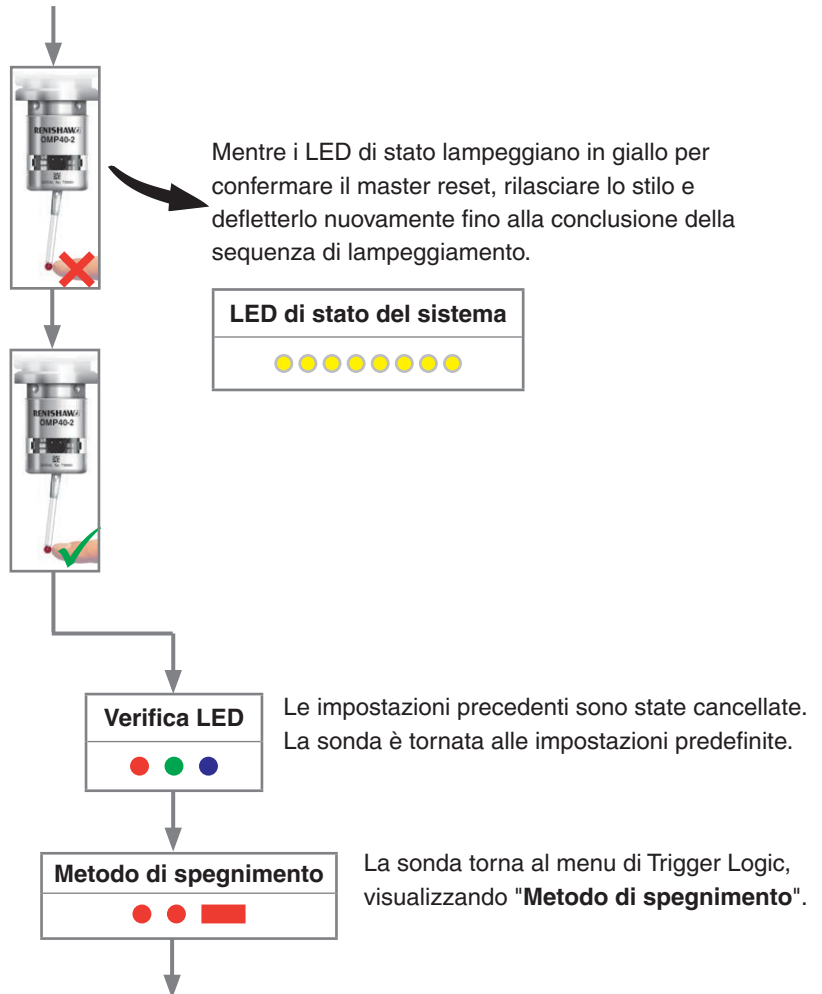 RENISHAW
OMP40-2
Mentre i LED di stato lampeggiano in giallo per
confermare il master reset, rilasciare lo stilo e
defletterlo nuovamente fino alla conclusione della
sequenza di lampeggiamento.
LED di stato del sistema
RENISHAW
OMP40-2
Verifica LED
Le impostazioni precedenti sono state cancellate.
La sonda è tornata alle impostazioni predefinite.
Metodo di spegnimento
La sonda torna al menu di Trigger Logic,
visualizzando "Metodo di spegnimento".